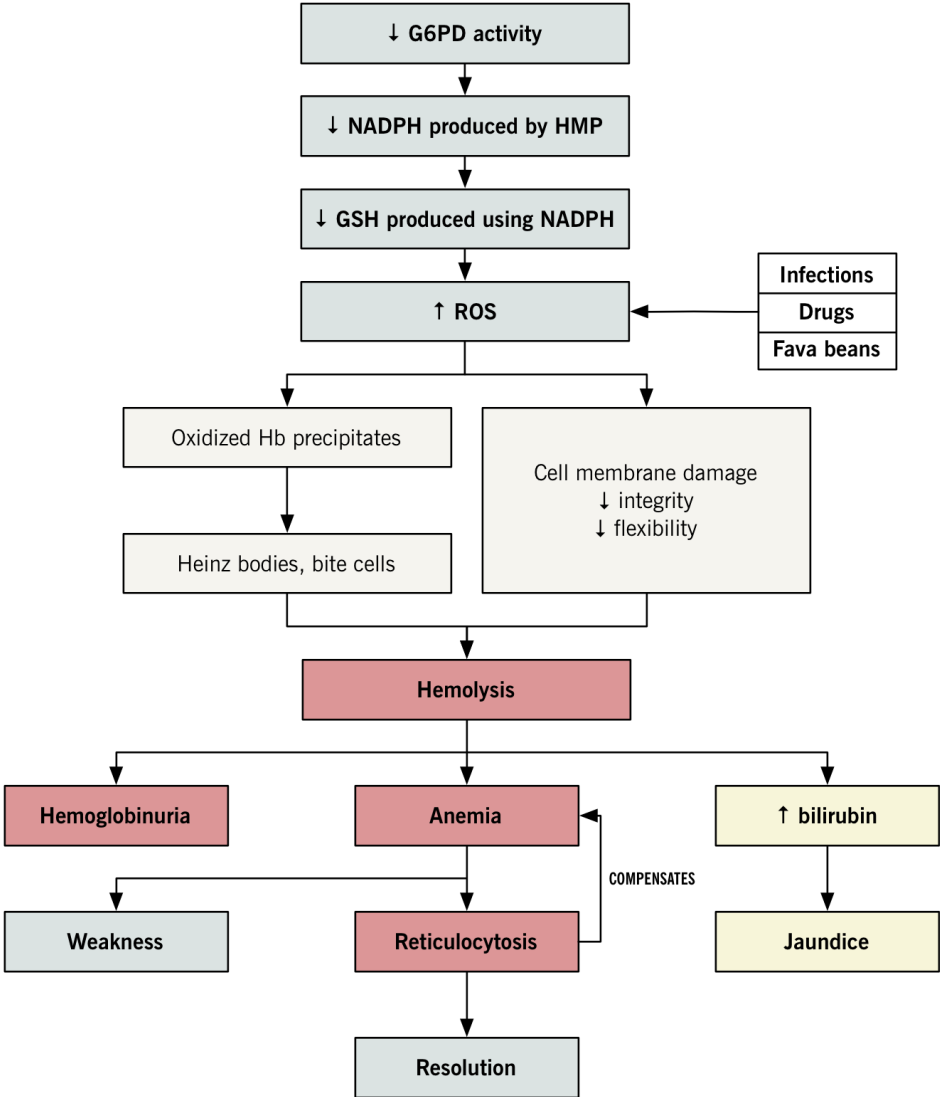 ↓ G6PD activity
↓ NADPH produced by HMP
↓ GSH produced using NADPH
↑ ROS
Infections
Drugs
Fava beans
Oxidized Hb precipitates
Heinz bodies, bite cells
Cell membrane damage
↓ integrity
↓ flexibility
Hemolysis
Hemoglobinuria
Anemia
↑ bilirubin
COMPENSATES
Weakness
Reticulocytosis
Jaundice
Resolution